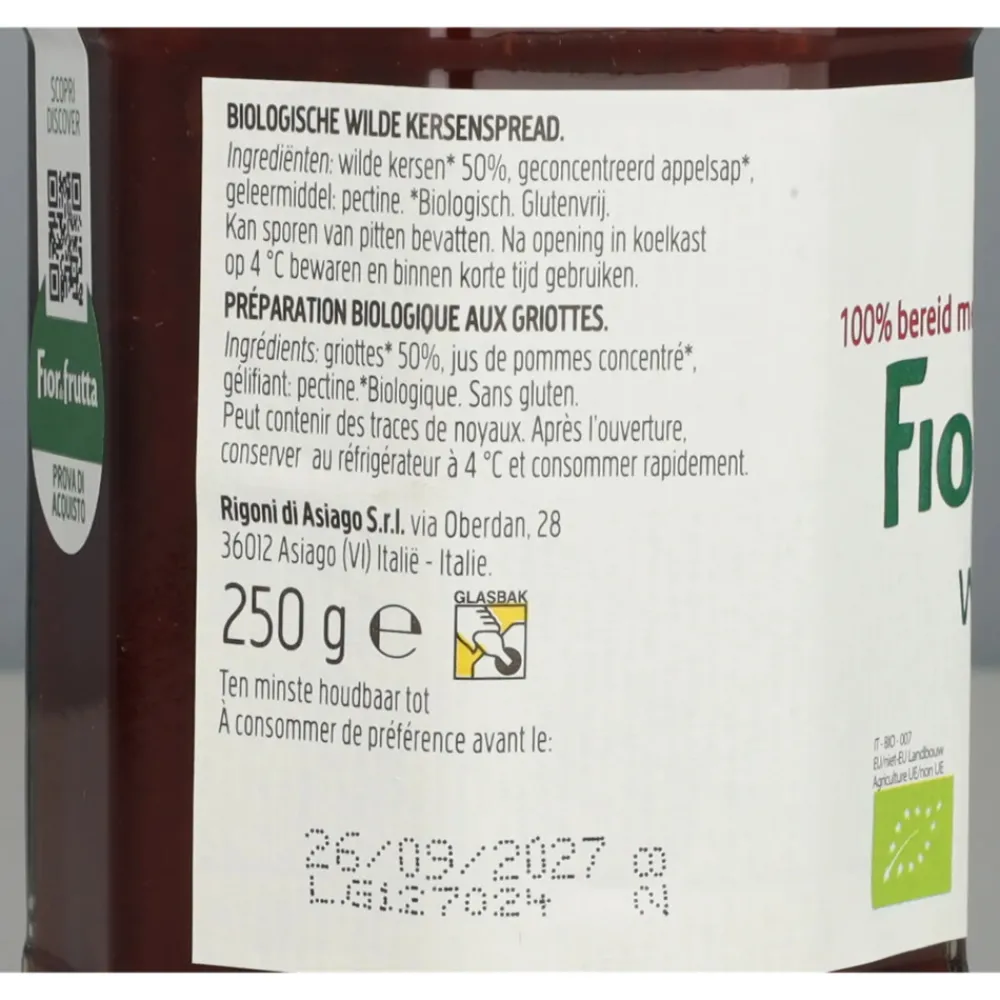 SCOPRI
DISCOVER
Fior.frutta
PROVA DI
ACQUISTO
BIOLOGISCHE WILDE KERSENSPREAD.
Ingrediënten: wilde kersen* 50%, geconcentreerd appelsap*,
geleermiddel: pectine. *Biologisch. Glutenvrij.
Kan sporen van pitten bevatten. Na opening in koelkast
op 4 °C bewaren en binnen korte tijd gebruiken.
PRÉPARATION BIOLOGIQUE AUX GRIOTTES.
Ingrédients: griottes* 50%, jus de pommes concentré*,
gélifiant: pectine.*Biologique. Sans gluten.
Peut contenir des traces de noyaux. Après l'ouverture,
conserver au réfrigérateur à 4 °C et consommer rapidement.
Rigoni di Asiago S.r.l. via Oberdan, 28
36012 Asiago (VI) Italië - Italie.
250 g e
GLASBAK
Ten minste houdbaar tot
À consommer de préférence avant le:
26/09/2027
LG127024
100% bereid
Fio
IT - BIO - 007
EU/niet-EU Landbouw
Agriculture UE/non UE